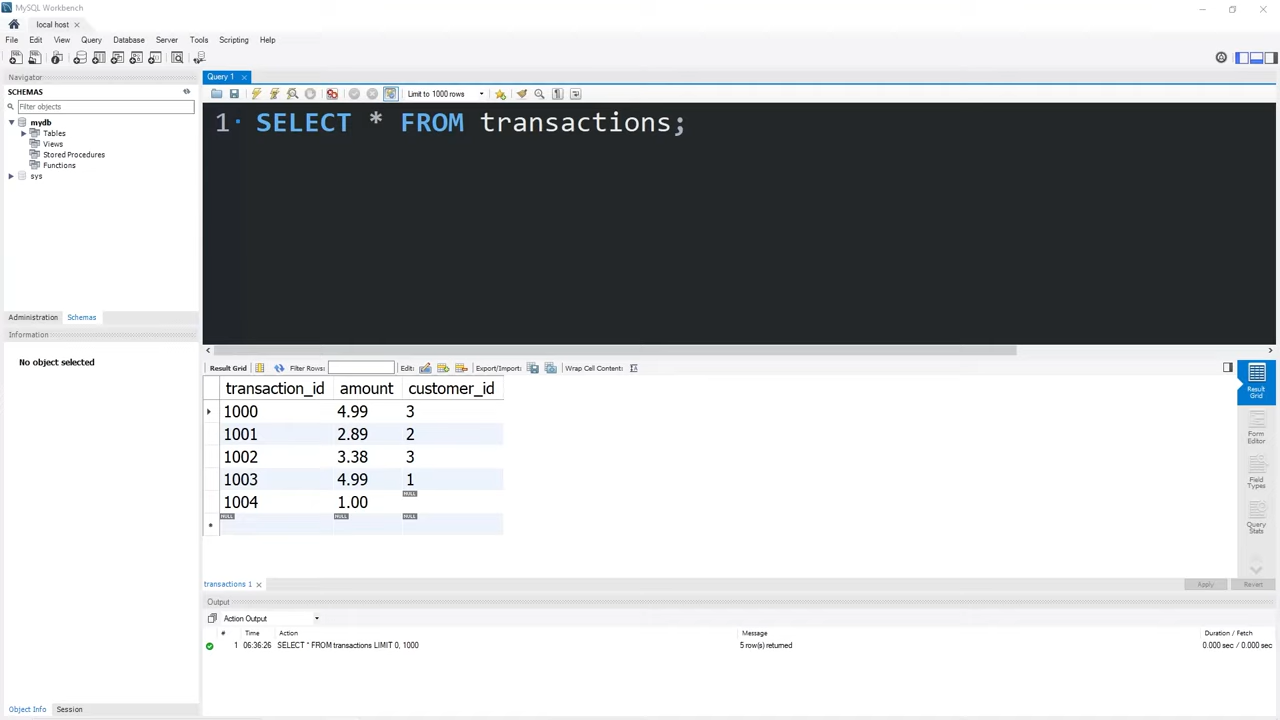 MySQL Workbench
local host
File Edit View Query Database Server Tools Scripting Help
Navigator
SCHEMAS
Filter objects
mydb
Tables
Views
Stored Procedures
Functions
sys
Administration Schemas
Information
No object selected
Object Info Session
Query 1
Limit to 1000 rows
1 SELECT * FROM transactions;
Result Grid Filter Rows: Edit: Export/Import: Wrap Cell Content:
transaction_id amount customer_id
1000 4.99 3
1001 2.89 2
1002 3.38 3
1003 4.99 1
1004 1.00 NULL
NULL NULL NULL
Result Grid
Form Editor
Field Types
Query Stats
transactions 1 Apply Revert
Output
Action Output
# Time Action Message Duration / Fetch
1 06:36:26 SELECT * FROM transactions LIMIT 0, 1000 5 row(s) returned 0.000 sec / 0.000 sec